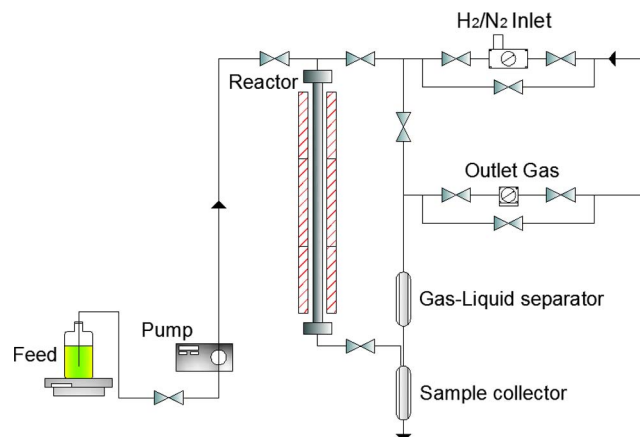 H₂/N₂ Inlet
Reactor
Outlet Gas
Gas-Liquid separator
Pump
Feed
Sample collector